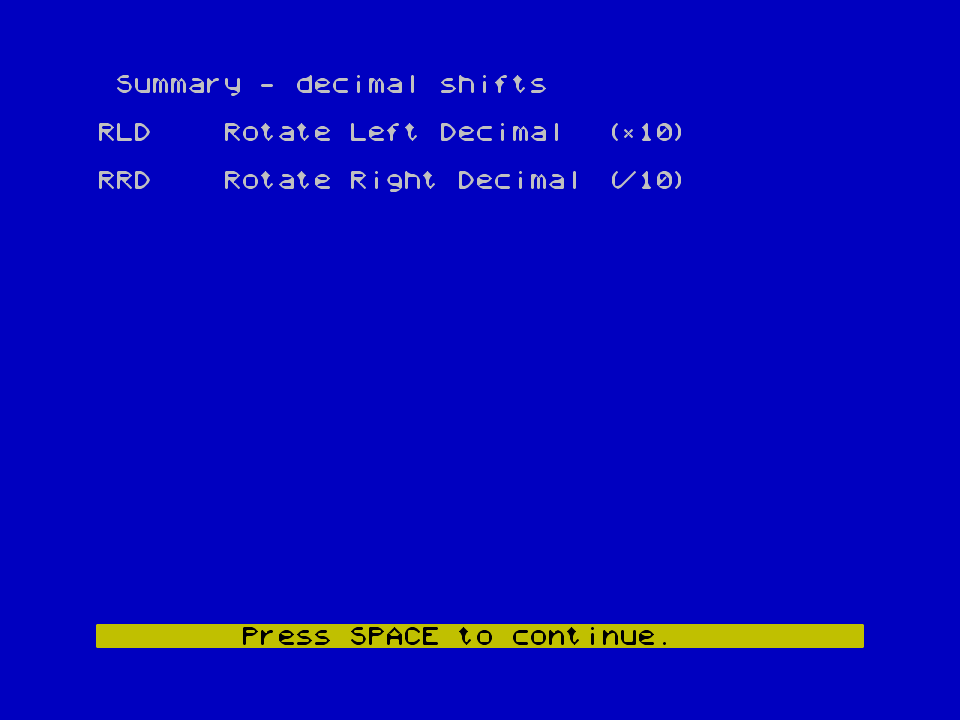 Summary - decimal shifts
RLD Rotate Left Decimal (×10)
RRD Rotate Right Decimal (/10)
Press SPACE to continue.